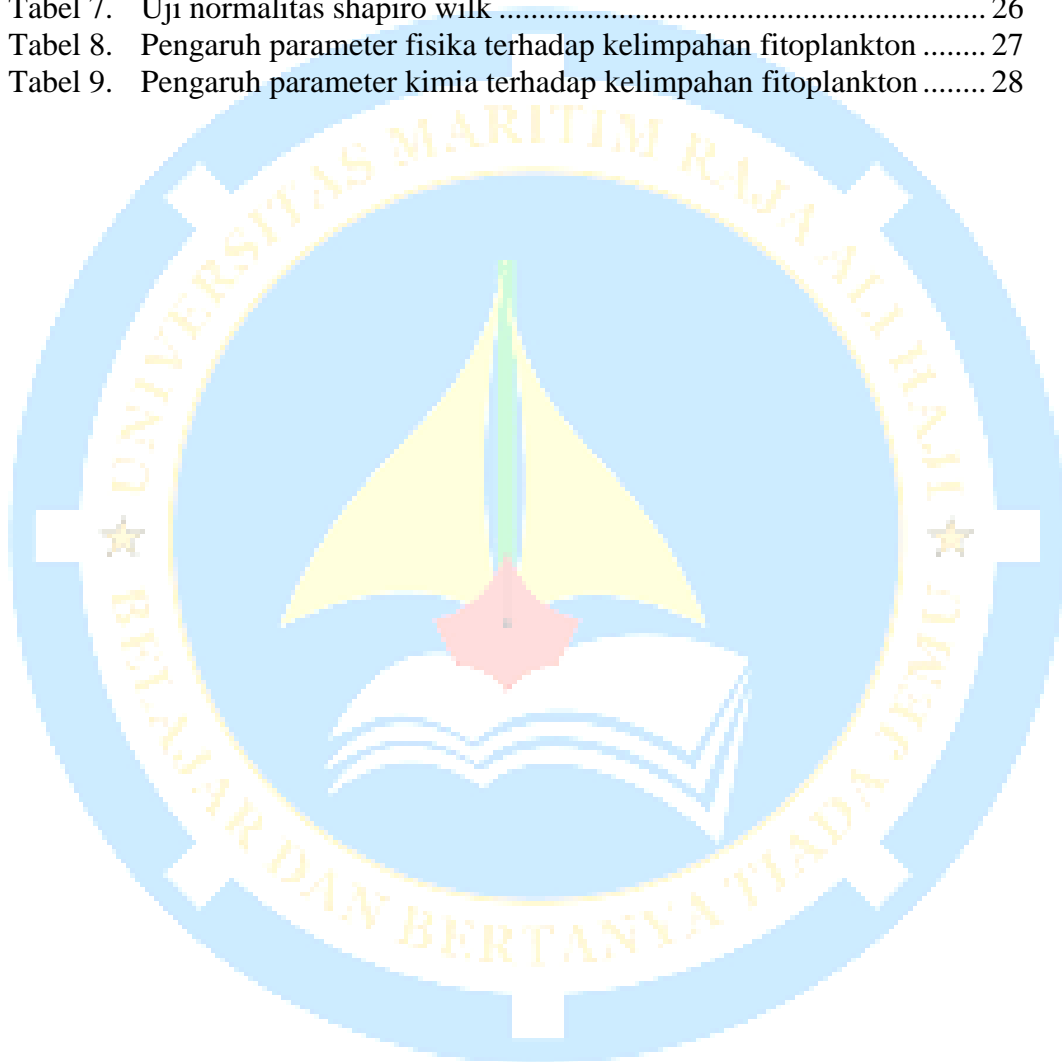 Tabel 7. Uji normalitas shapiro wilk ........................................................................ 26
Tabel 8. Pengaruh parameter fisika terhadap kelimpahan fitoplankton ........ 27
Tabel 9. Pengaruh parameter kimia terhadap kelimpahan fitoplankton ........ 28
UNIVERSITAS MARITIM RAJA ALI HAJI
BELAJAR DAN BERTANYA TIADA JEMU